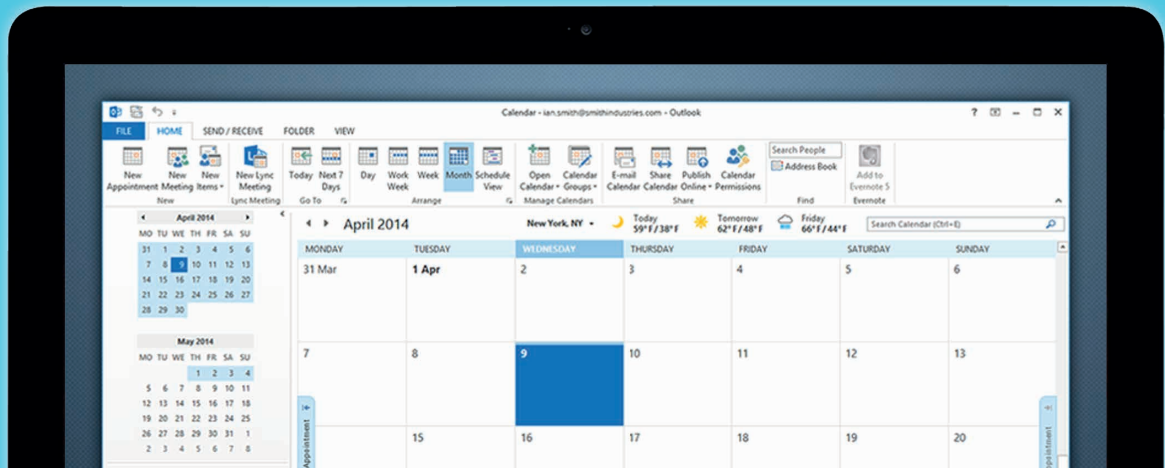 Calendar - ian.smith@smithindustries.com - Outlook
?
FILE HOME SEND / RECEIVE FOLDER VIEW
New Appointment
New Meeting
New Items
New Lync Meeting
Today
Next 7 Days
Day
Work Week
Week
Month
Schedule View
Open Calendar
Calendar Groups
E-mail Calendar
Share Calendar
Publish Online
Calendar Permissions
Search People
Address Book
Add to Evernote 5
New Lync Meeting Go To Arrange Manage Calendars Share Find Evernote
April 2014
MO TU WE TH FR SA SU
31 1 2 3 4 5 6
7 8 9 10 11 12 13
14 15 16 17 18 19 20
21 22 23 24 25 26 27
28 29 30
May 2014
MO TU WE TH FR SA SU
1 2 3 4
5 6 7 8 9 10 11
12 13 14 15 16 17 18
19 20 21 22 23 24 25
26 27 28 29 30 31 1
2 3 4 5 6 7 8
April 2014
New York, NY
Today
59°F/38°F
Tomorrow
62°F/48°F
Friday
66°F/44°F
Search Calendar (Ctrl+E)
MONDAY TUESDAY WEDNESDAY THURSDAY FRIDAY SATURDAY SUNDAY
31 Mar 1 Apr 2 3 4 5 6
7 8 9 10 11 12 13
15 16 17 18 19 20
Appointment